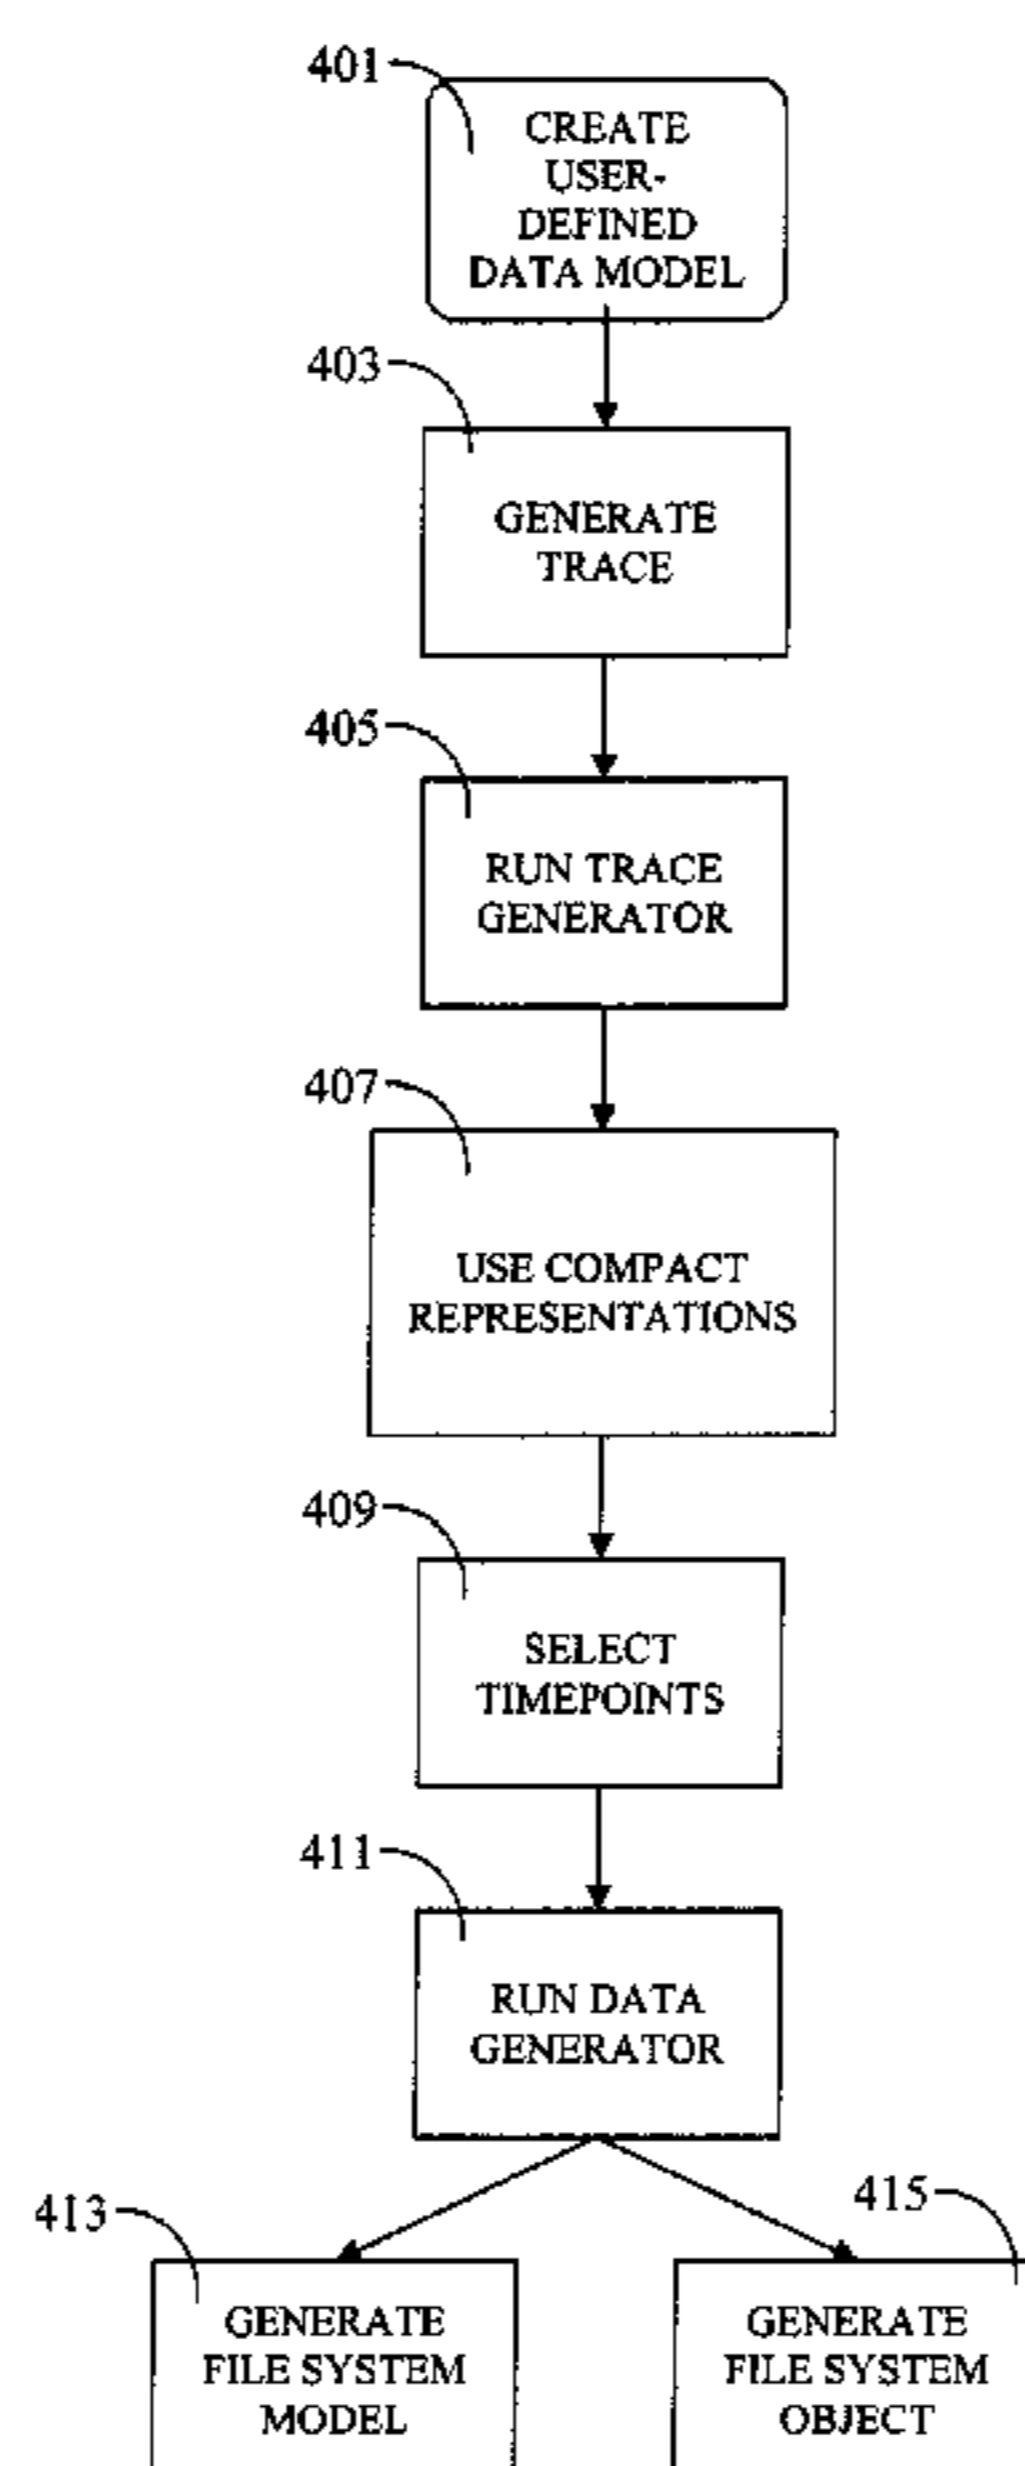 401
CREATE
USER-
DEFINED
DATA MODEL
403
GENERATE
TRACE
405
RUN TRACE
GENERATOR
407
USE COMPACT
REPRESENTATIONS
409
SELECT
TIMEPOINTS
411
RUN DATA
GENERATOR
413
GENERATE
FILE SYSTEM
MODEL
415
GENERATE
FILE SYSTEM
OBJECT